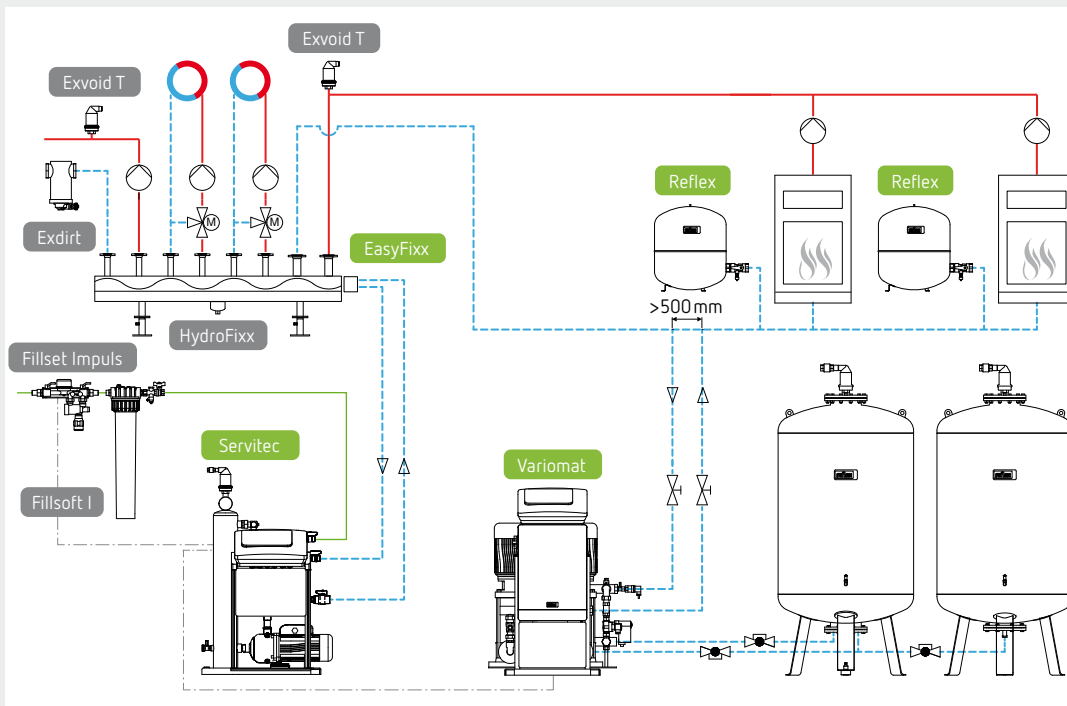 Exvoid T
Exvoid T
Reflex
Reflex
M
M
Exdirt
EasyFixx
>500 mm
HydroFixx
Fillset Impuls
Servitec
Variomat
Fillsoft I